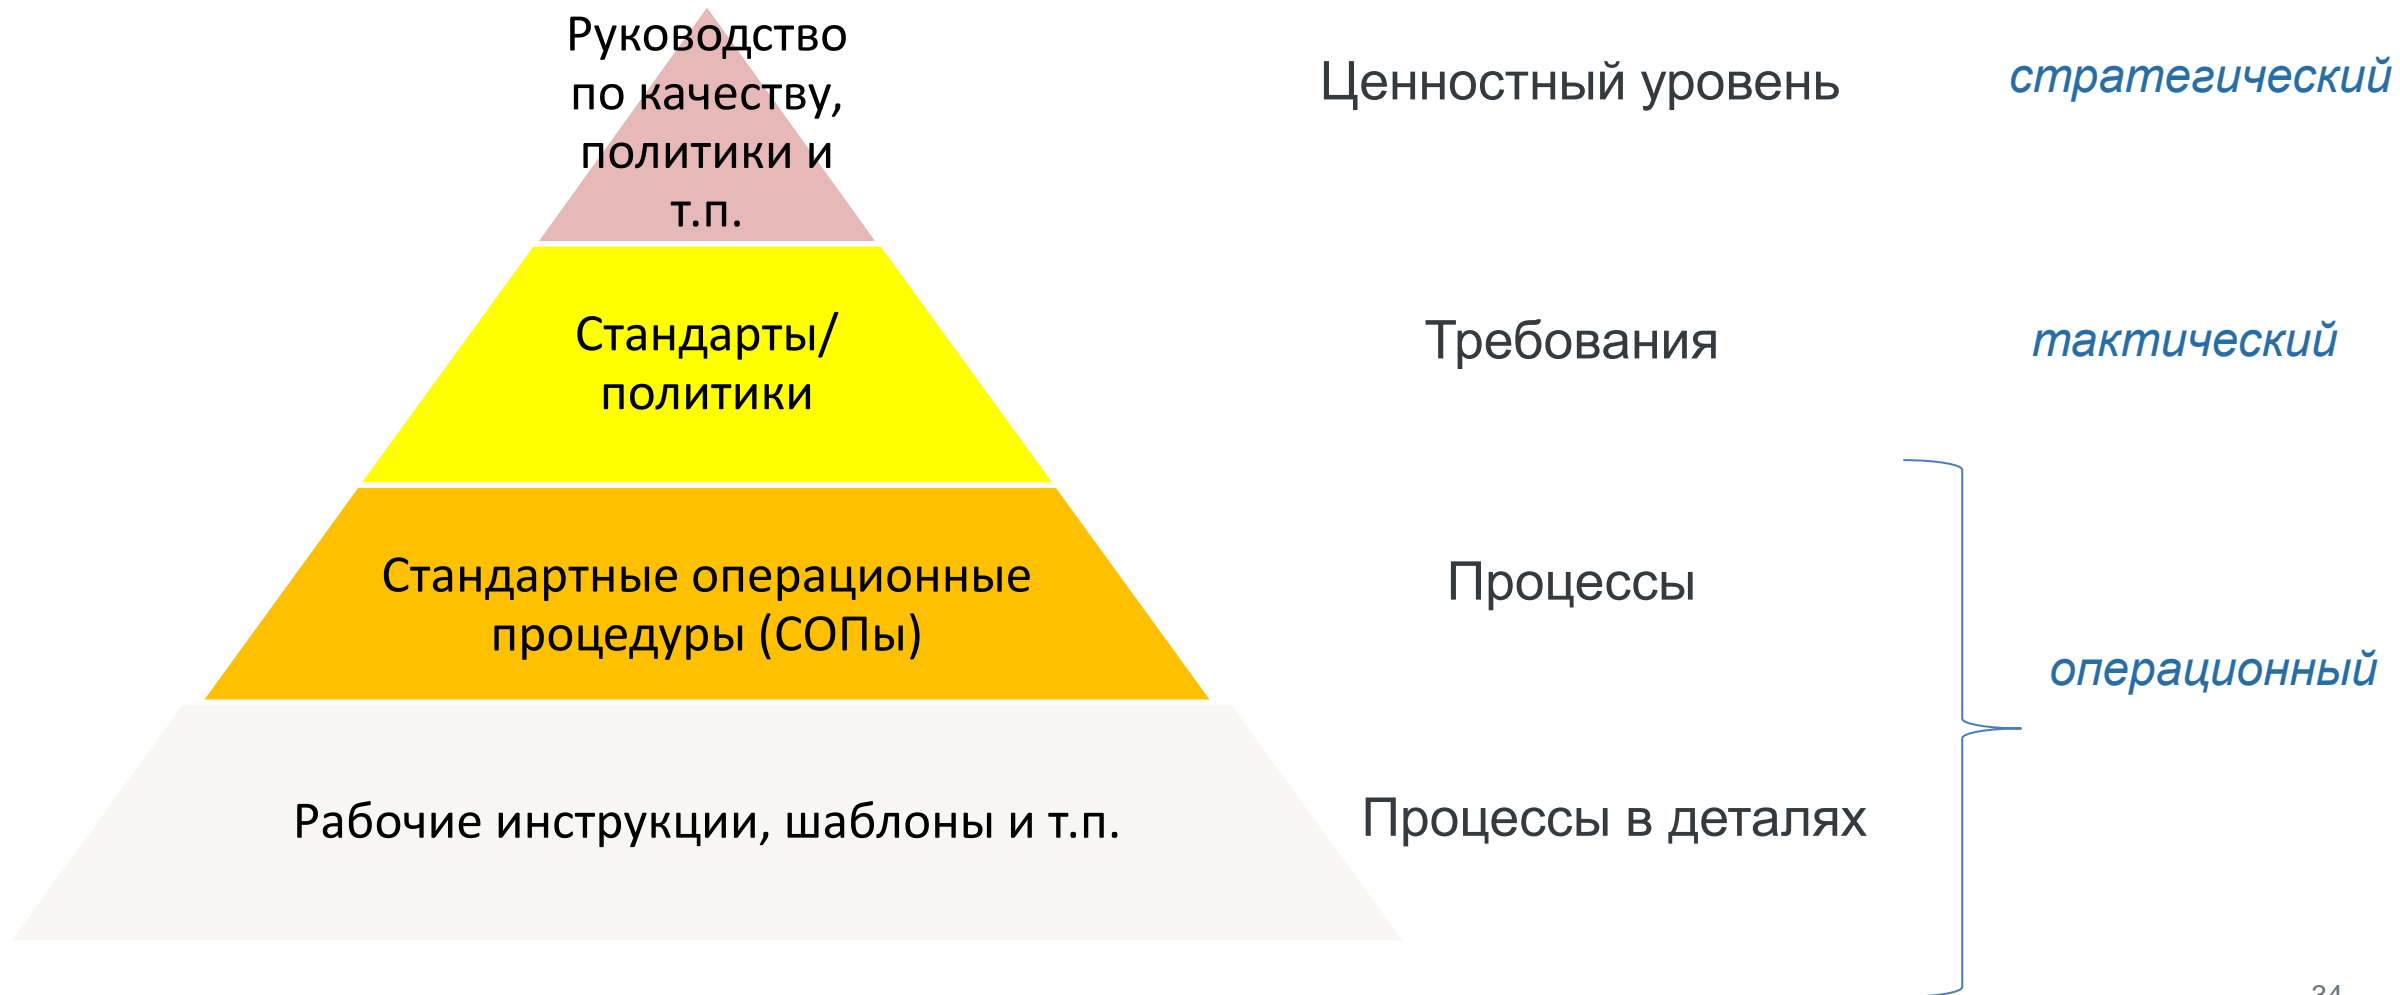 Руководство
по качеству,
политики и
т.п.
Ценностный уровень
стратегический
Стандарты/
политики
Требования
тактический
Стандартные операционные
процедуры (СОПы)
Процессы
операционный
Рабочие инструкции, шаблоны и т.п.
Процессы в деталях
34